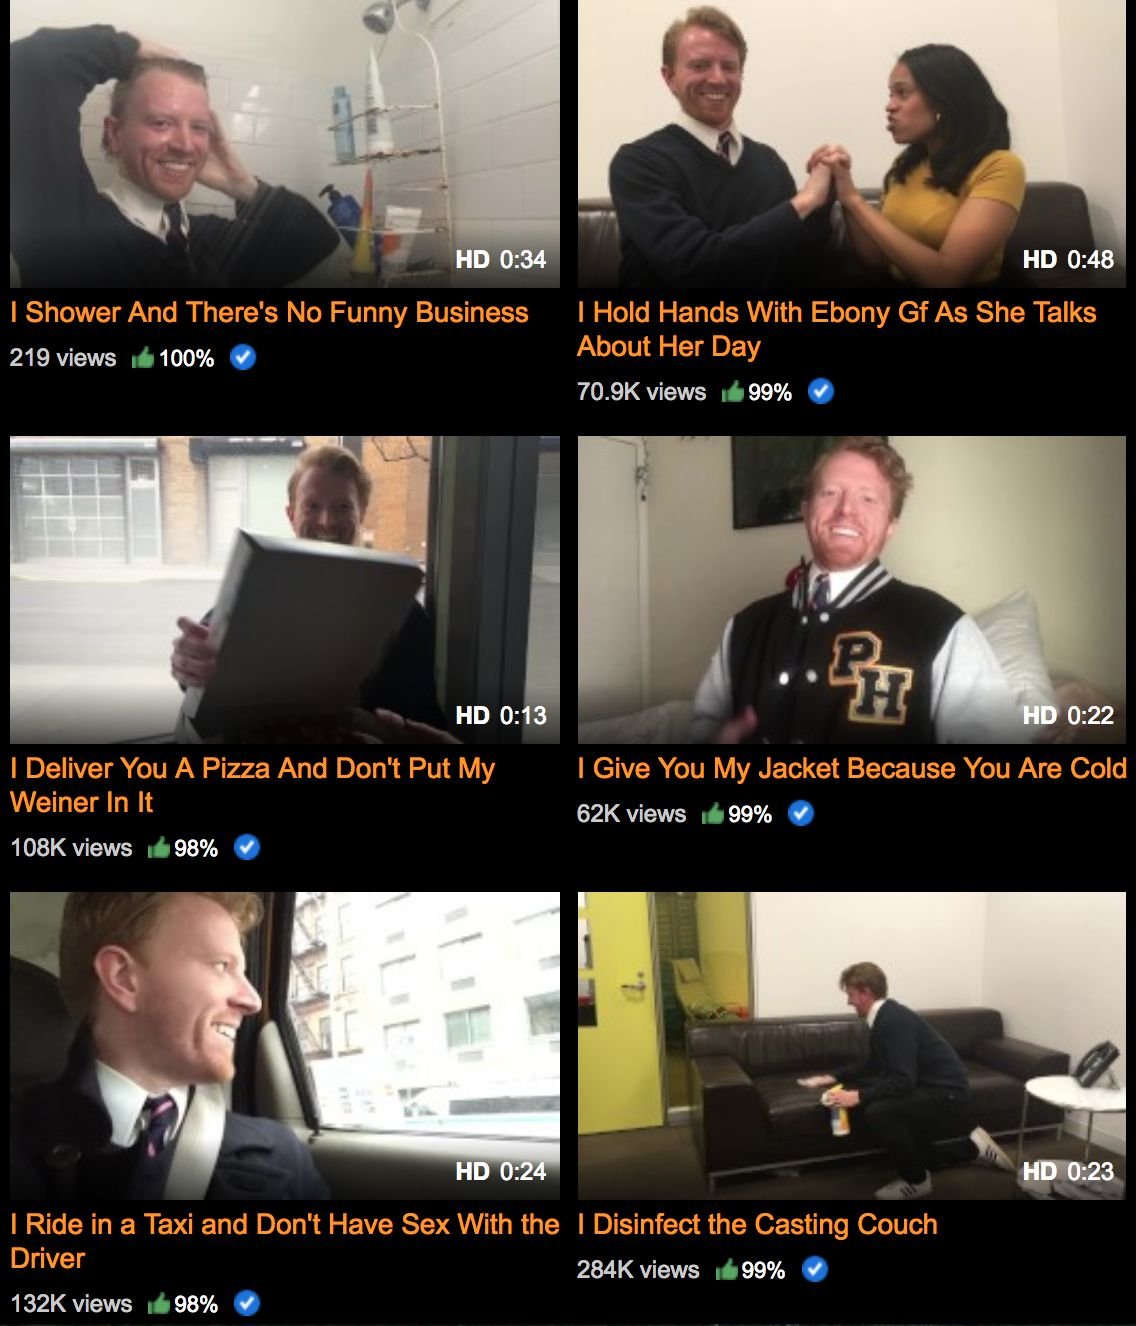 HD 0:34
I Shower And There's No Funny Business
219 views 100%
HD 0:48
I Hold Hands With Ebony Gf As She Talks
About Her Day
70.9K views 99%
HD 0:13
I Deliver You A Pizza And Don't Put My
Weiner In It
108K views 98%
PH
HD 0:22
I Give You My Jacket Because You Are Cold
62K views 99%
HD 0:24
I Ride in a Taxi and Don't Have Sex With the
Driver
132K views 98%
HD 0:23
I Disinfect the Casting Couch
284K views 99%